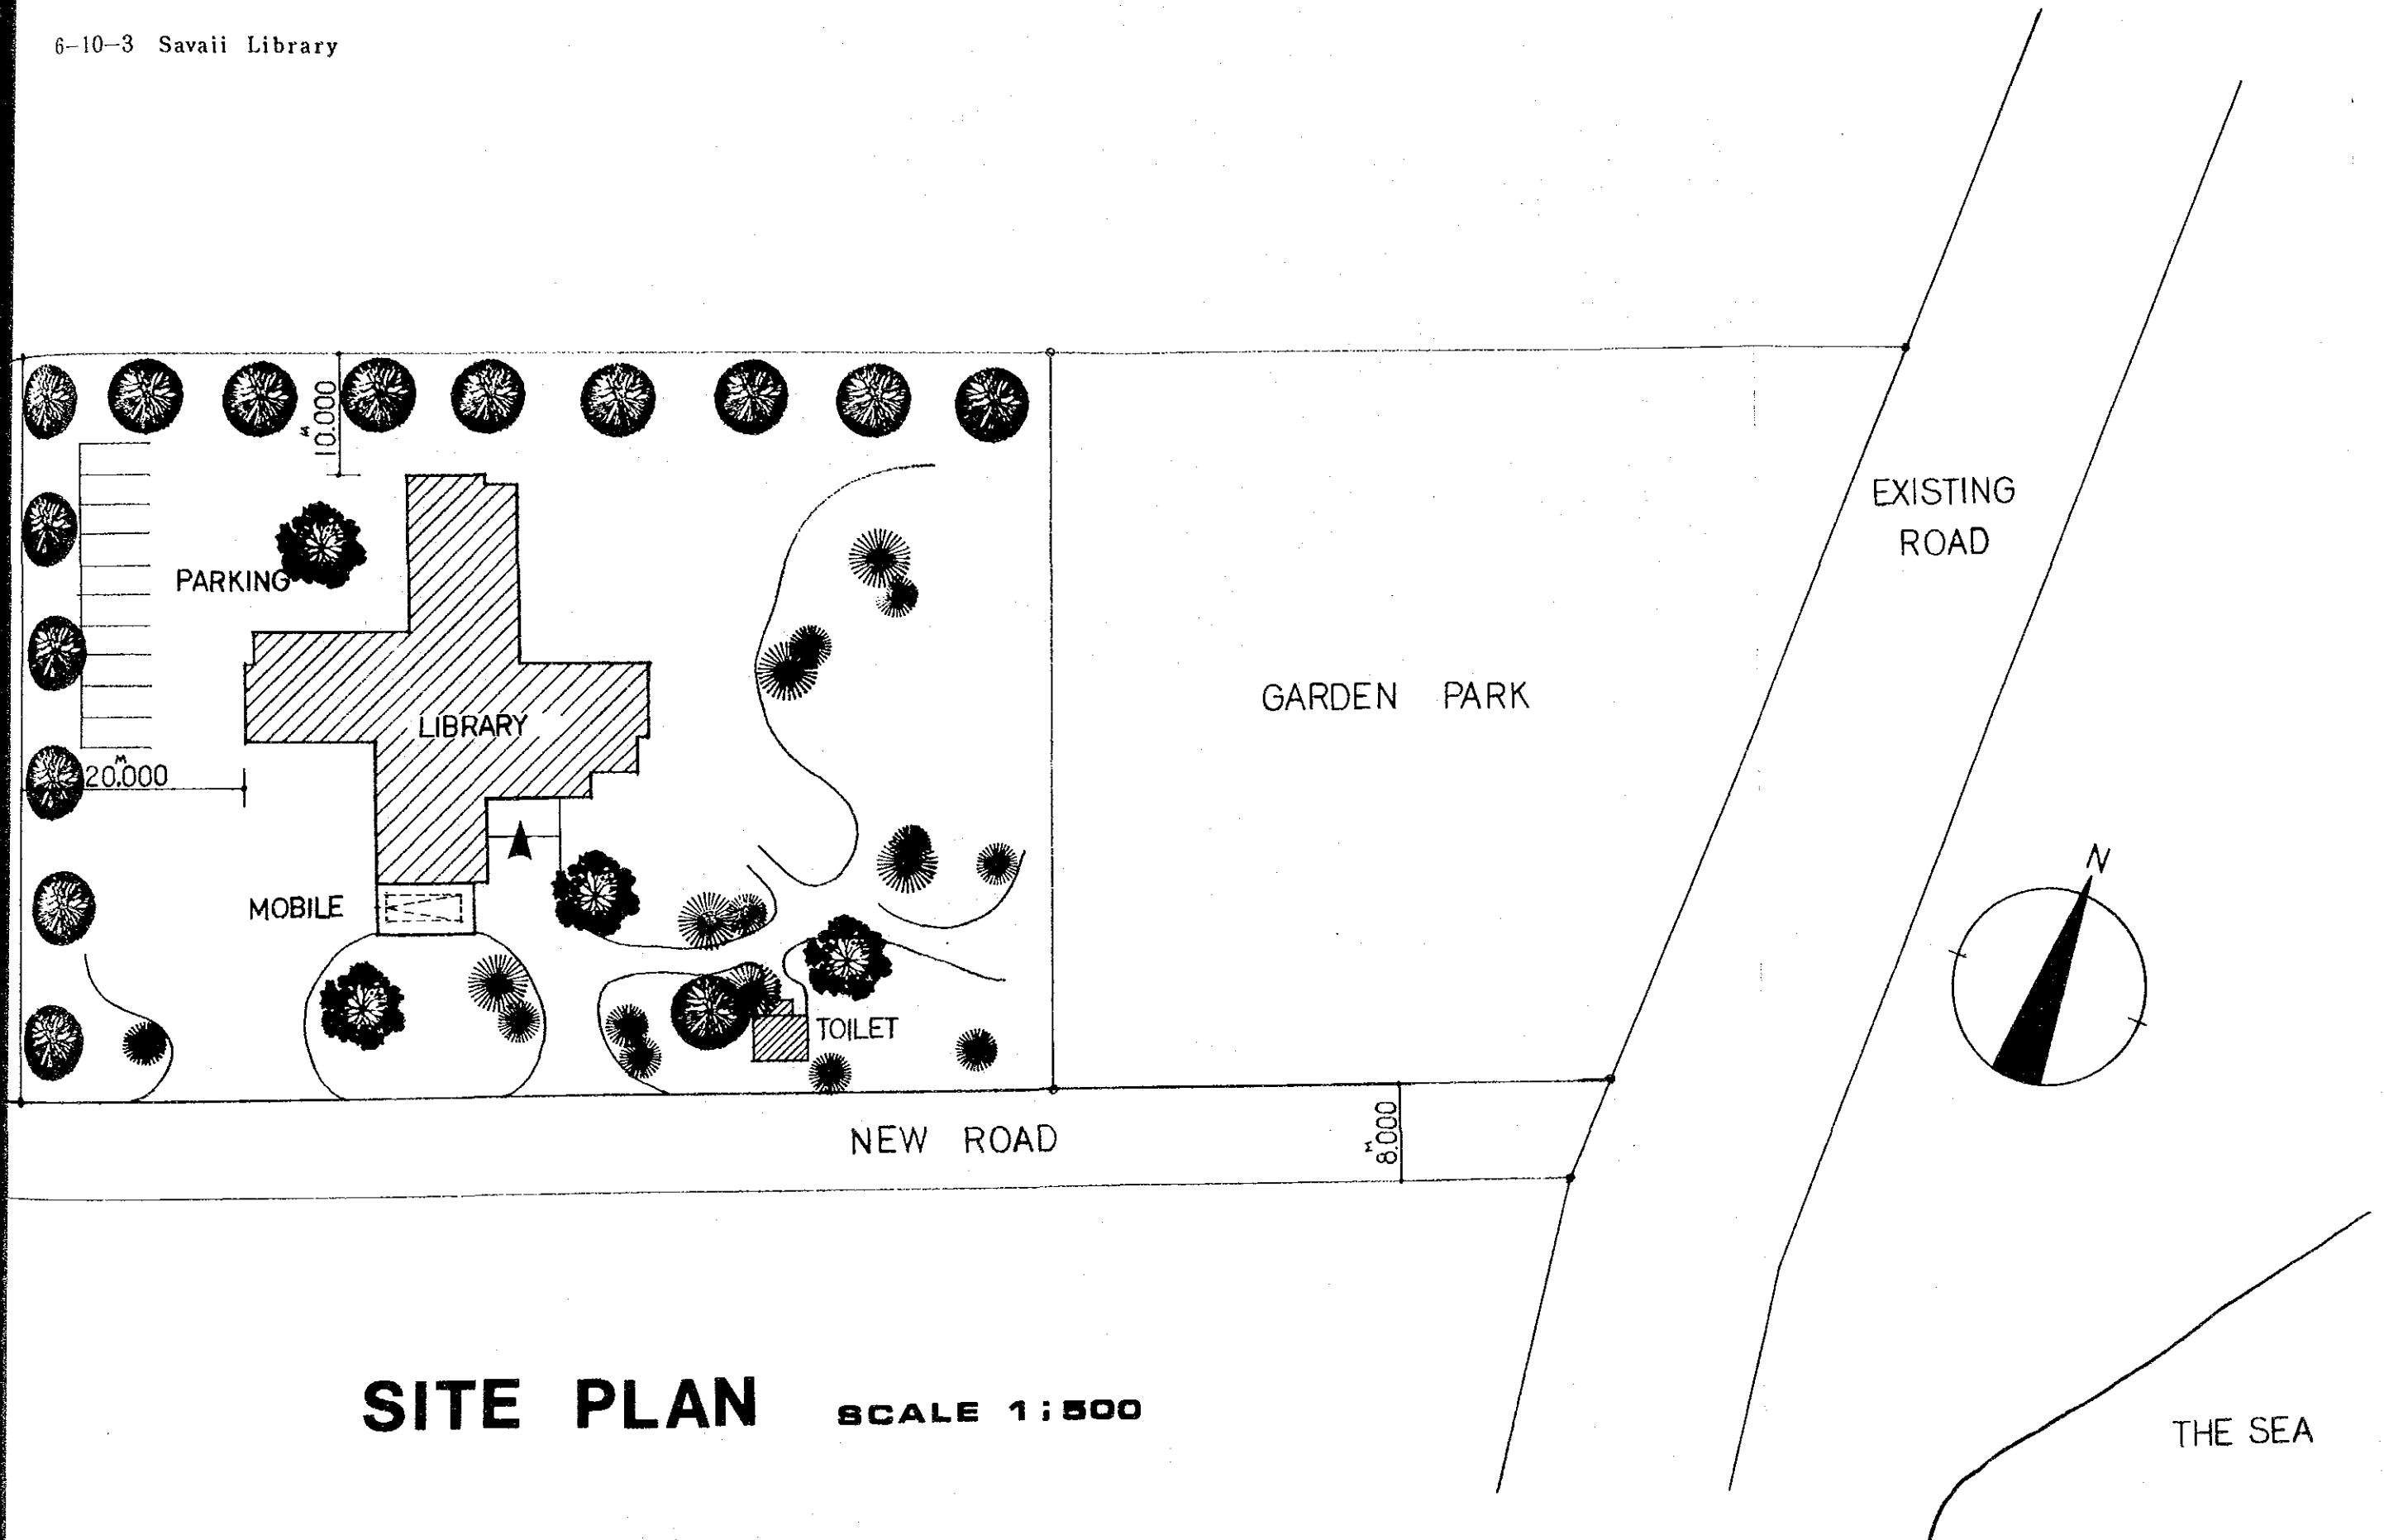 6-10-3 Savaii Library
10.000 M
EXISTING
ROAD
PARKING
GARDEN PARK
LIBRARY
20.000 M
N
MOBILE
TOILET
8.000 M
NEW ROAD
SITE PLAN SCALE 1:500
THE SEA